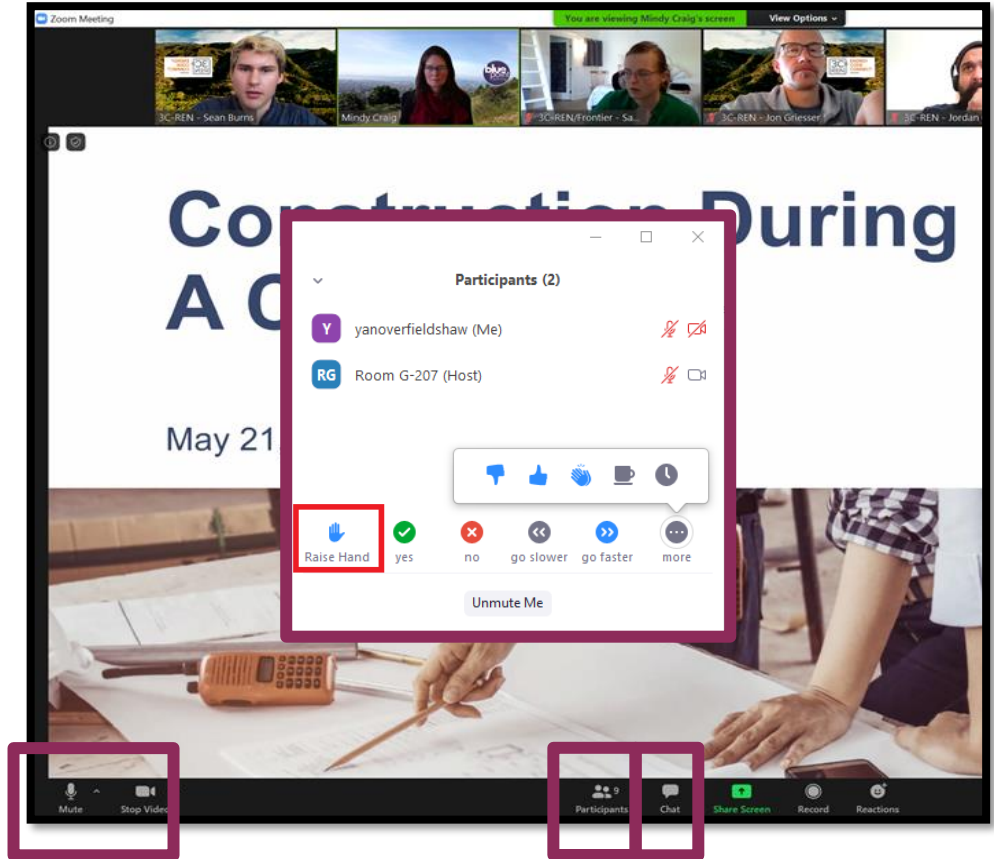 Zoom Meeting
You are viewing Mindy Craig's screen
View Options
3C-REN - Sean Burns
Mindy Craig
3C-REN/Frontier - Sa...
3C-REN - Jon Griesser
3C-REN - Jordan
blue
Construction During
A C
May 21
Participants (2)
Y yanoverfieldshaw (Me)
RG Room G-207 (Host)
Raise Hand yes no go slower go faster more
Unmute Me
Mute Stop Video Participants 9 Chat Share Screen Record Reactions